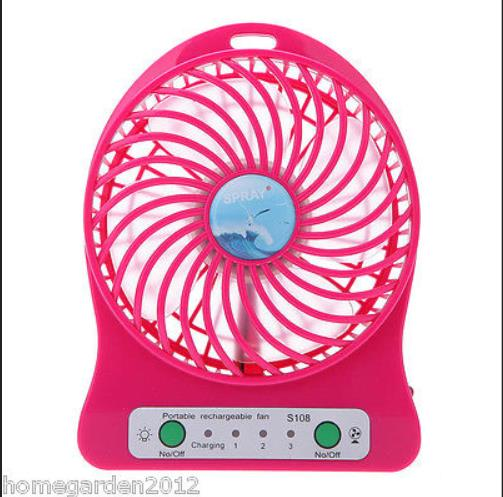 SPRAY
Portable rechargeable fan S108
Charging 1 2 3
No/Off No/Off
homegarden2012